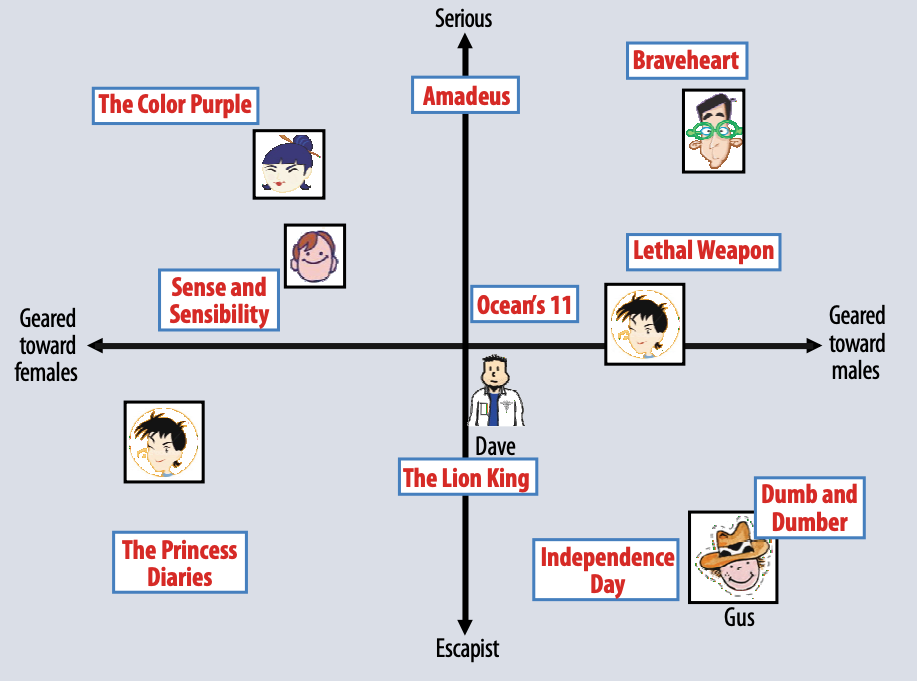 Serious
Braveheart
Amadeus
The Color Purple
Lethal Weapon
Sense and
Sensibility
Ocean's 11
Geared
toward
females
Geared
toward
males
Dave
The Lion King
Dumb and
Dumber
The Princess
Diaries
Independence
Day
Gus
Escapist